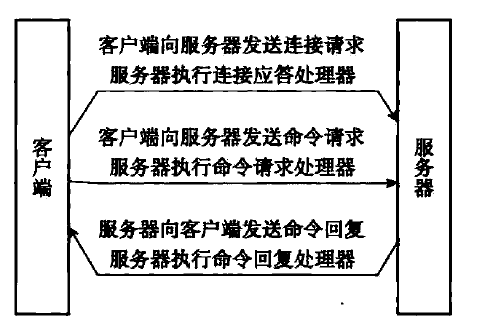 客户端向服务器发送连接请求
服务器执行连接应答处理器
客户端向服务器发送命令请求
服务器执行命令请求处理器
客户端
服务器
服务器向客户端发送命令回复
服务器执行命令回复处理器